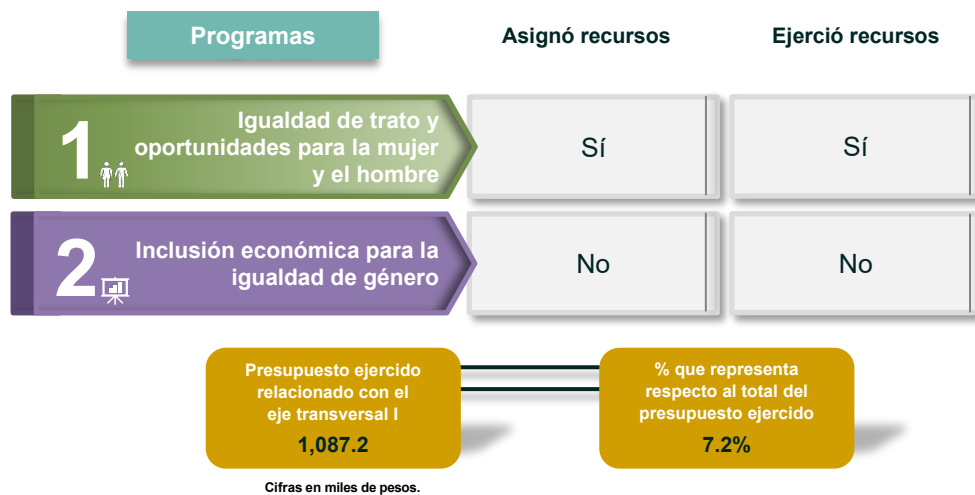 Programas
Asignó recursos
Ejerció recursos
1
Igualdad de trato y
oportunidades para la mujer
y el hombre
Sí
Sí
2
Inclusión económica para la
igualdad de género
No
No
Presupuesto ejercido
relacionado con el
eje transversal I
1,087.2
% que representa
respecto al total del
presupuesto ejercido
7.2%
Cifras en miles de pesos.